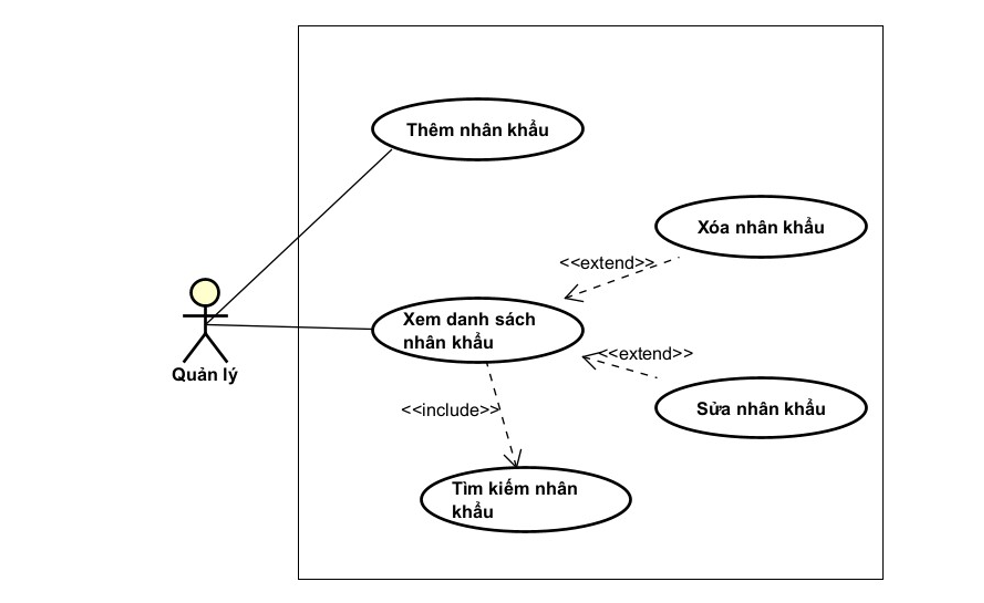 Thêm nhân khẩu
Xóa nhân khẩu
<<extend>>
Xem danh sách
nhân khẩu
<<extend>>
Quản lý
Sửa nhân khẩu
<<include>>
Tìm kiếm nhân
khẩu